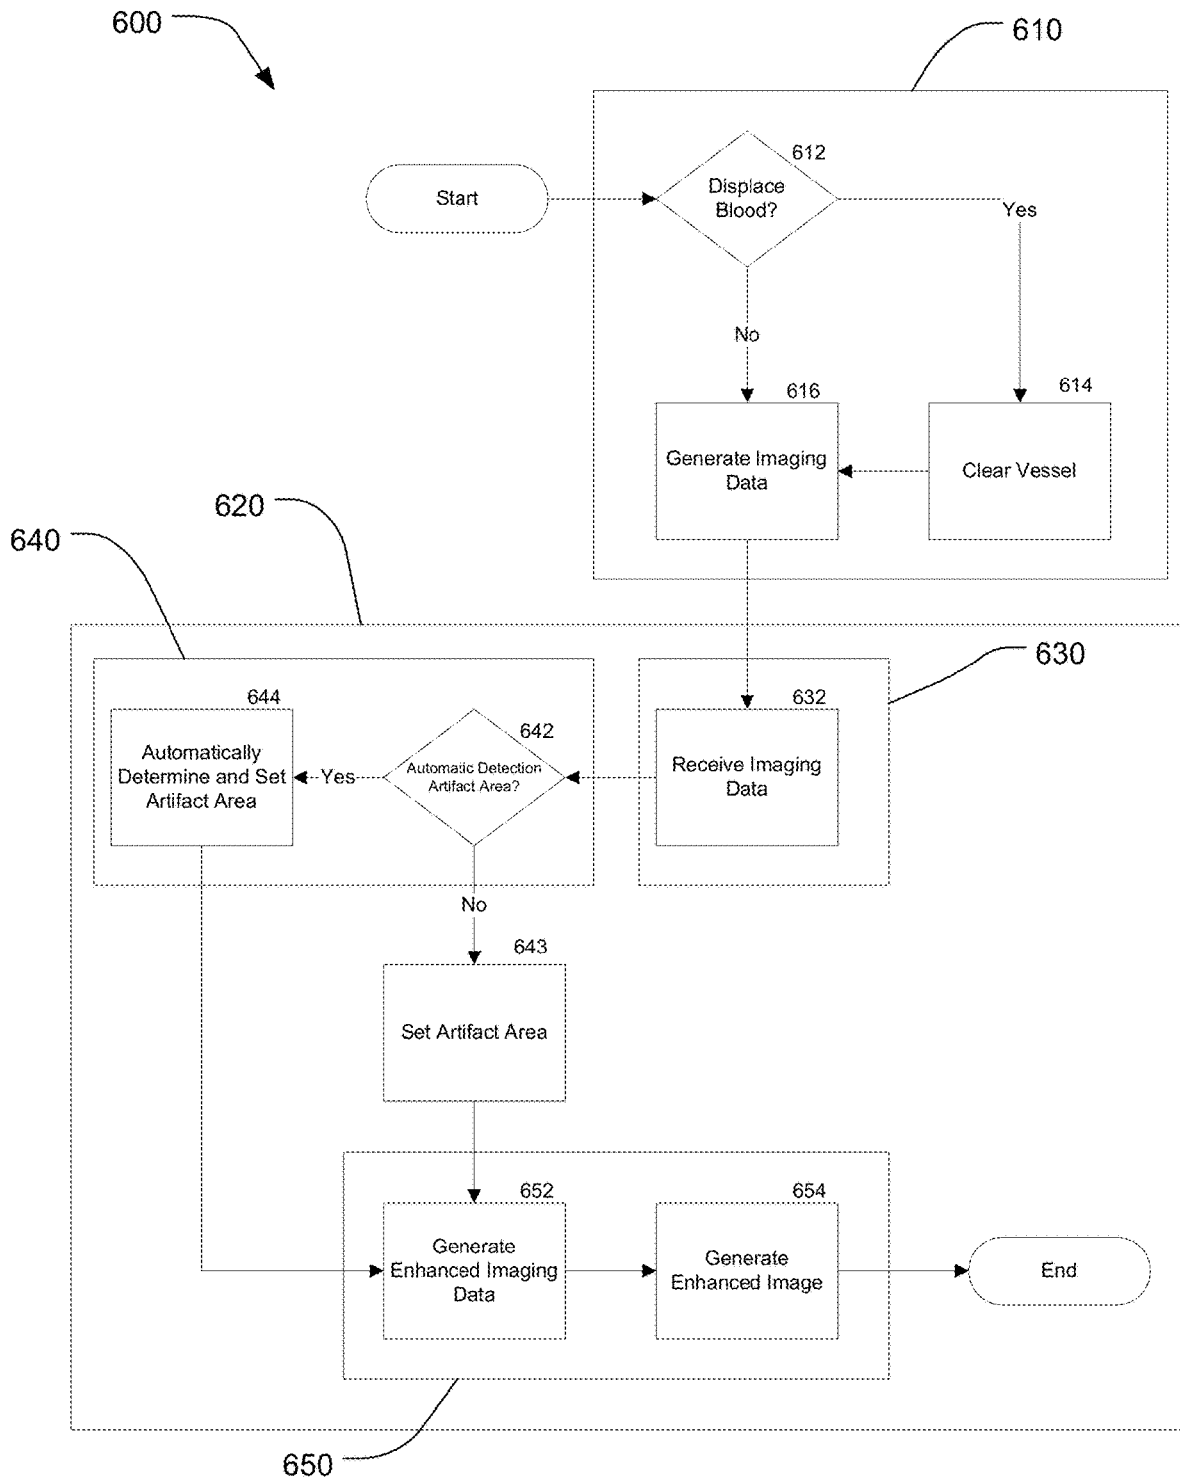 600
610
612
Start
Displace
Blood?
Yes
No
616
614
Generate Imaging
Data
Clear Vessel
620
640
630
644
632
642
Automatically
Determine and Set
Artifact Area
Yes
Automatic Detection
Artifact Area?
Receive Imaging
Data
No
643
Set Artifact Area
652
654
Generate
Enhanced Imaging
Data
Generate
Enhanced Image
End
650